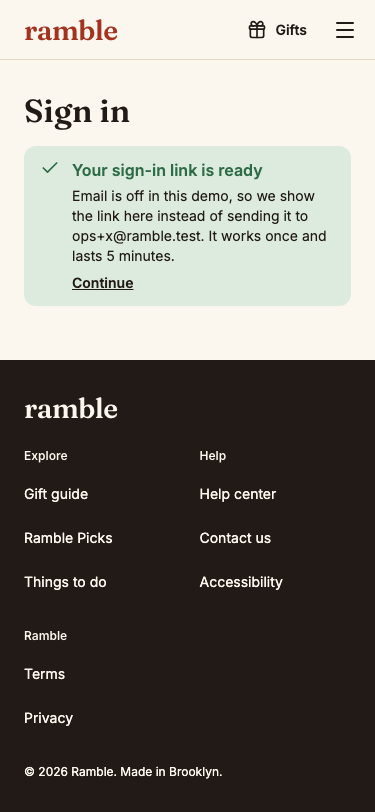 ramble
Gifts
Sign in
Your sign-in link is ready
Email is off in this demo, so we show
the link here instead of sending it to
ops+x@ramble.test. It works once and
lasts 5 minutes.
Continue
ramble
Explore
Gift guide
Ramble Picks
Things to do
Help
Help center
Contact us
Accessibility
Ramble
Terms
Privacy
© 2026 Ramble. Made in Brooklyn.